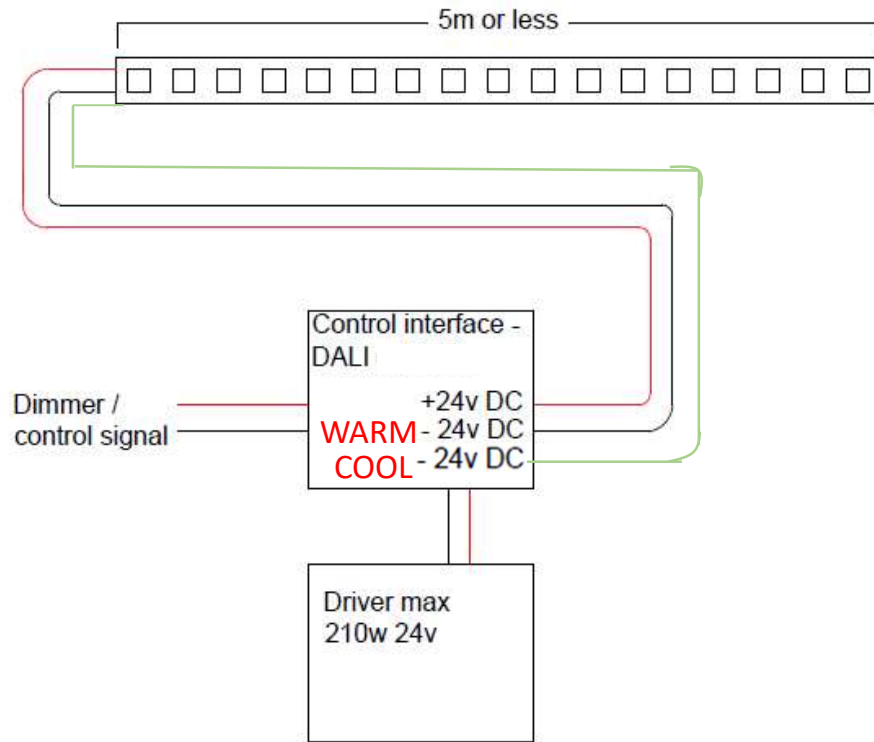 5m or less
Control interface -
DALI
+24v DC
Dimmer /
control signal
WARM - 24v DC
COOL - 24v DC
Driver max
210w 24v